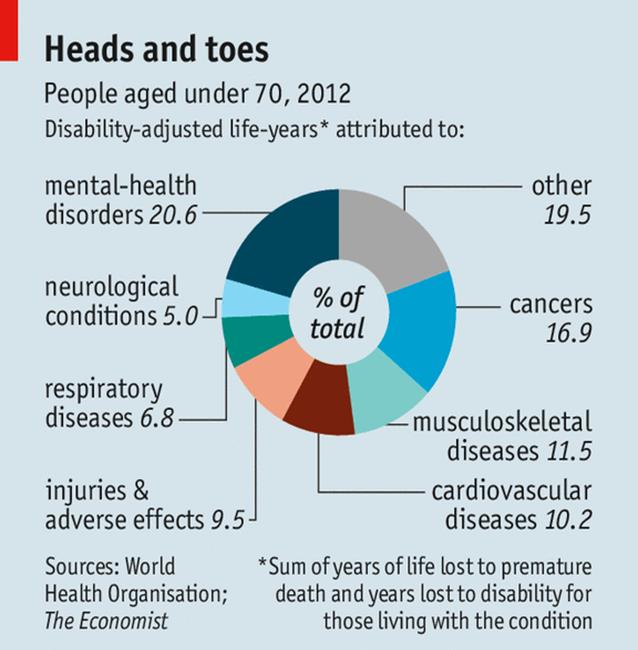 Heads and toes
People aged under 70, 2012
Disability-adjusted life-years* attributed to:
mental-health
disorders 20.6
other
19.5
neurological
conditions 5.0
% of
total
cancers
16.9
respiratory
diseases 6.8
musculoskeletal
diseases 11.5
injuries &
adverse effects 9.5
cardiovascular
diseases 10.2
Sources: World
Health Organisation;
The Economist
*Sum of years of life lost to premature
death and years lost to disability for
those living with the condition